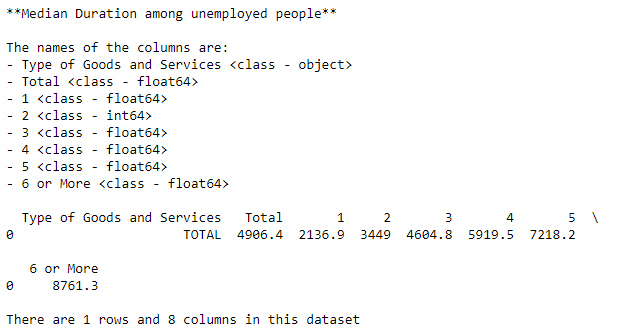 **Median Duration among unemployed people**
The names of the columns are:
- Type of Goods and Services <class - object>
- Total <class - float64>
- 1 <class - float64>
- 2 <class - int64>
- 3 <class - float64>
- 4 <class - float64>
- 5 <class - float64>
- 6 or More <class - float64>
Type of Goods and Services Total 1 2 3 4 5 \
0 TOTAL 4906.4 2136.9 3449 4604.8 5919.5 7218.2
6 or More
0 8761.3
There are 1 rows and 8 columns in this dataset